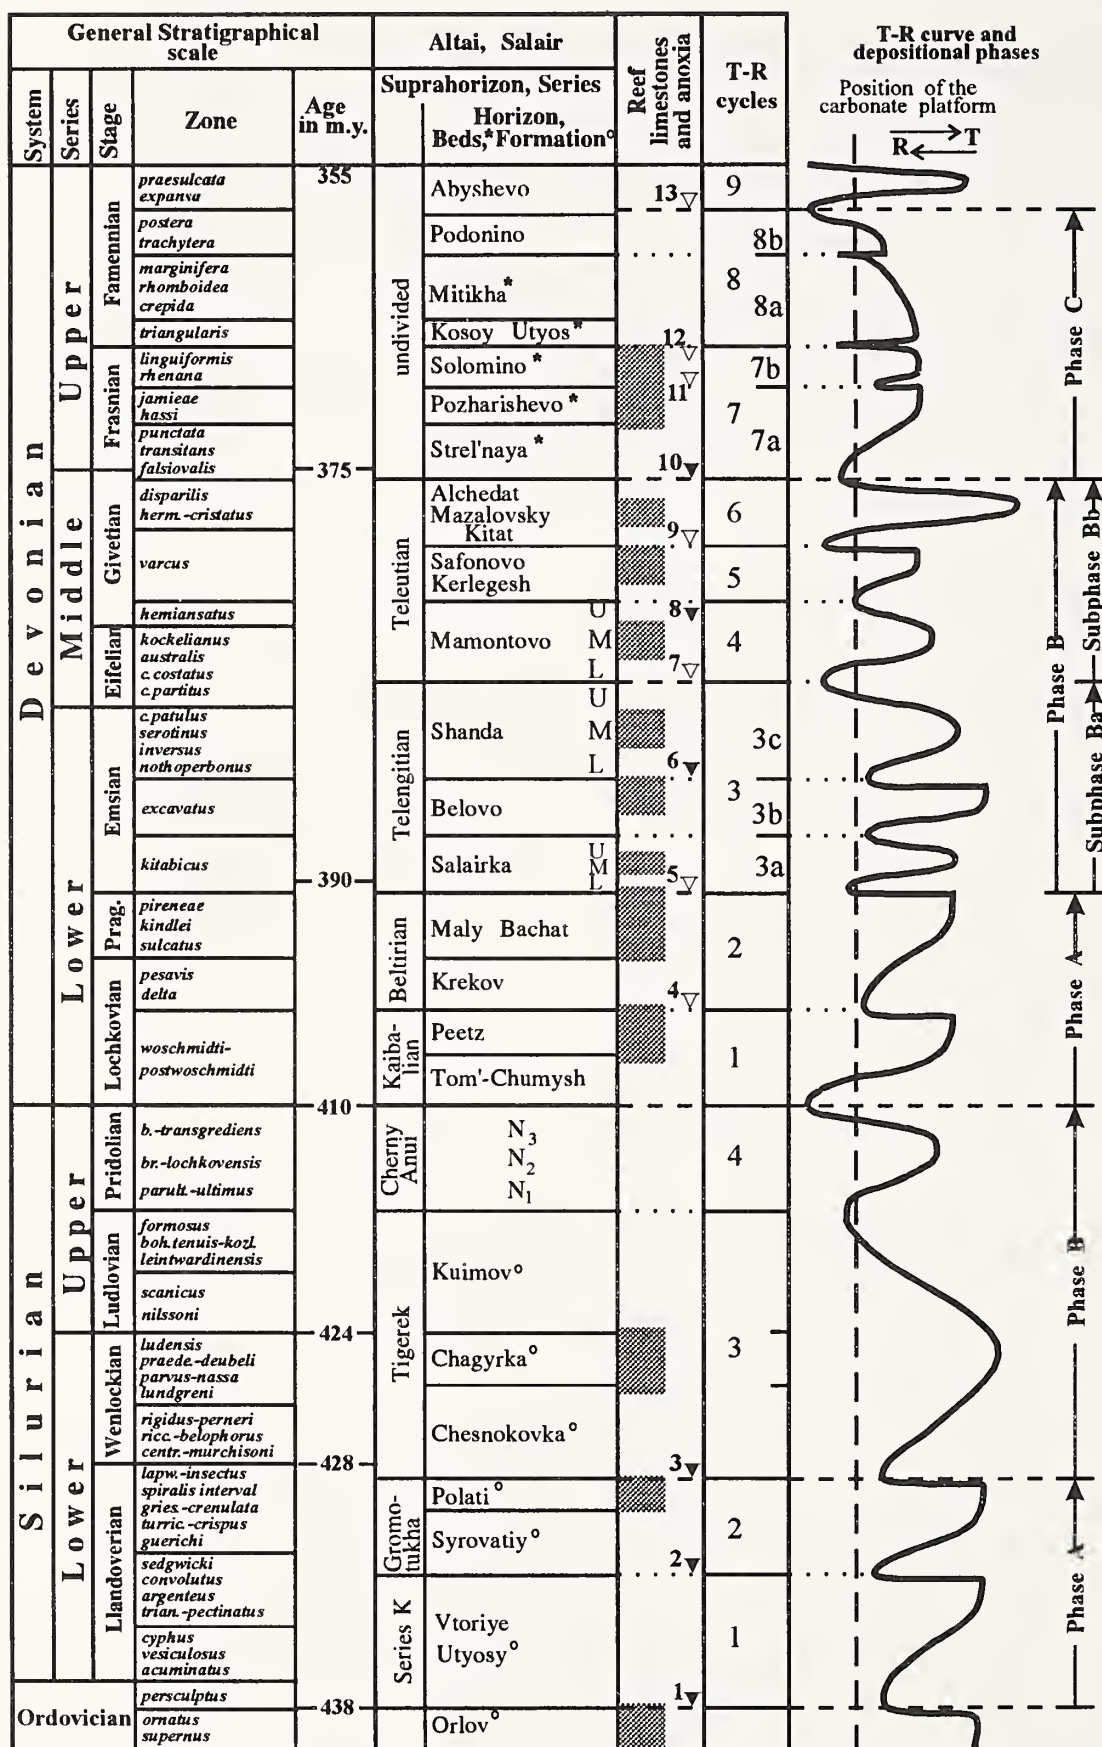 General Stratigraphical
scale
Altai, Salair
Reef
limestones
and anoxia
T-R
cycles
T-R curve and
depositional phases
System
Series
Stage
Zone
Age
in m.y.
Suprahorizon, Series
Horizon,
Beds,* Formation°
Position of the
carbonate platform
R T
Devonian
Upper
Famennian
praesulcata
expansa
355
undivided
Abyshevo
13
9
postera
trachytera
Podonino
8b
marginifera
rhomboidea
crepida
Mitikha*
8
8a
triangularis
Kosoy Utyos*
12
Frasnian
linguiformis
rhenana
Solomino*
11
7b
jamieae
hassi
Pozharishevo*
7
punctata
transitans
falsiovalis
Strel'naya*
7a
10
375
Phase C
Middle
Givetian
disparilis
herm.-cristatus
Teleutian
Alchedat
Mazalovsky
Kitat
9
6
varcus
Safonovo
Kerlegesh
5
hemiansatus
8
Eifelian
kockelianus
australis
c.costatus
c.partitus
Mamontovo
U
M
L
7
4
Phase B
Subphase Bb
Lower
Emsian
c.patulus
serotinus
inversus
nothoperbonus
Telengitian
Shanda
U
M
L
6
3c
excavatus
Belovo
3
3b
kitabicus
Salairka
U
M
L
5
3a
390
Subphase Ba
Prag.
pireneae
kindlei
sulcatus
Beltirian
Maly Bachat
2
Lochkovian
pesavis
delta
Krekov
4
woschmidti-
postwoschmidti
Kaiba-
lian
Peetz
Tom'-Chumysh
1
410
Phase A
Silurian
Upper
Pridolian
b.-transgrediens
br.-lochkovensis
parult.-ultimus
Cherny
Anui
N3
N2
N1
4
Ludlovian
formosus
boh.tenuis-kozl.
leintwardinensis
Tigerek
Kuimov°
scanicus
nilssoni
424
3
Phase B
Lower
Wenlockian
ludensis
praede.-deubeli
parvus-nassa
lundgreni
Chagyrka°
rigidus-perneri
ricc.-belophorus
centr.-murchisoni
Chesnokovka°
3
428
Llandoverian
lapw.-insectus
spiralis interval
gries.-crenulata
turric.-crispus
guerichi
Gromo-
tukha
Polati°
Syrovatiy°
2
2
sedgwicki
convolutus
argenteus
trian.-pectinatus
Series K
Vtoriye
Utyosy°
1
cyphus
vesiculosus
acuminatus
Phase A
Ordovician
persculptus
1
438
ornatus
supernus
Orlov°